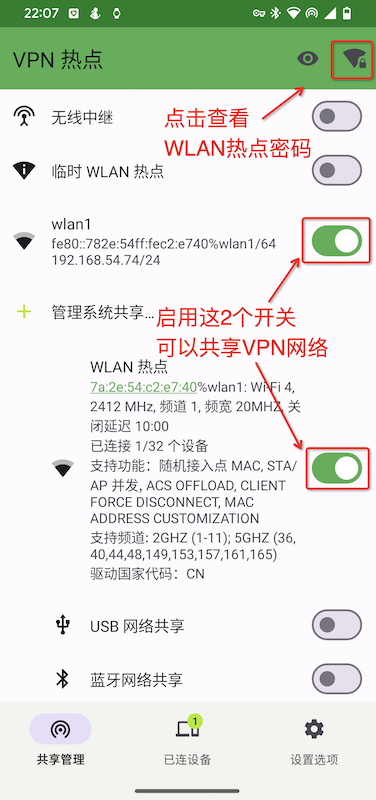 22:07
VPN 热点
点击查看
WLAN热点密码
无线中继
临时 WLAN 热点
wlan1
fe80::782e:54ff:fec2:e740%wlan1/64
192.168.54.74/24
启用这2个开关
可以共享VPN网络
管理系统共享…
WLAN 热点
7a:2e:54:c2:e7:40%wlan1: Wi-Fi 4,
2412 MHz, 频道 1, 频宽 20MHZ, 关
闭延迟 10:00
已连接 1/32 个设备
支持功能：随机接入点 MAC, STA/
AP 并发, ACS OFFLOAD, CLIENT
FORCE DISCONNECT, MAC
ADDRESS CUSTOMIZATION
支持频道: 2GHZ (1-11); 5GHZ (36,
40,44,48,149,153,157,161,165)
驱动国家代码：CN
USB 网络共享
蓝牙网络共享
1
共享管理
已连设备
设置选项